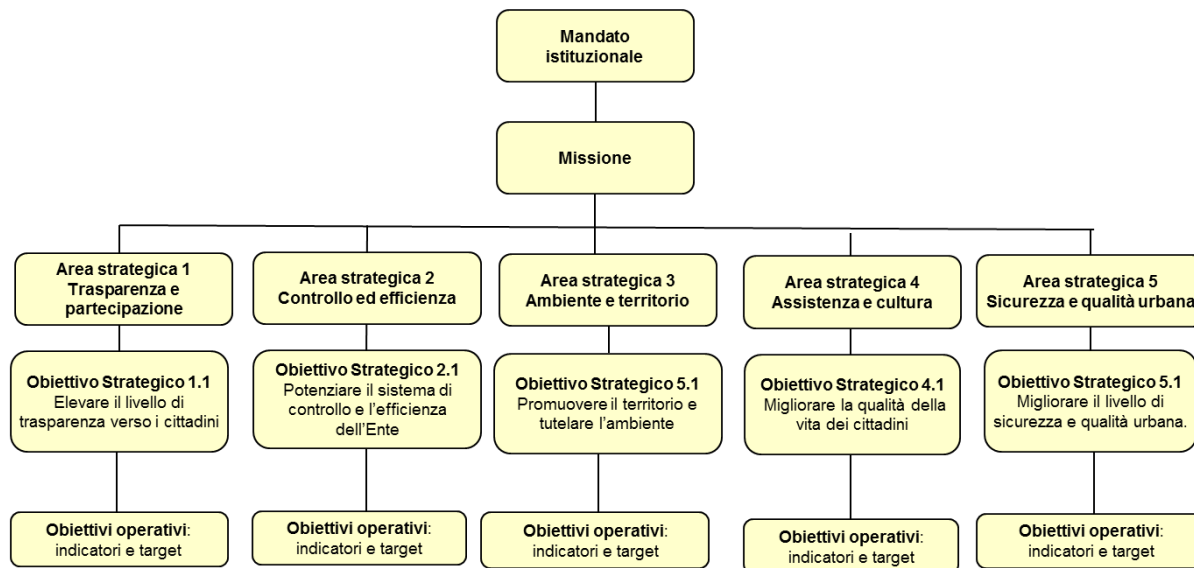 Mandato
istituzionale
Missione
Area strategica 1
Trasparenza e
partecipazione
Area strategica 2
Controllo ed efficienza
Area strategica 3
Ambiente e territorio
Area strategica 4
Assistenza e cultura
Area strategica 5
Sicurezza e qualità urbana
Obiettivo Strategico 1.1
Elevare il livello di
trasparenza verso i cittadini
Obiettivo Strategico 2.1
Potenziare il sistema di
controllo e l'efficienza
dell'Ente
Obiettivo Strategico 5.1
Promuovere il territorio e
tutelare l'ambiente
Obiettivo Strategico 4.1
Migliorare la qualità della
vita dei cittadini
Obiettivo Strategico 5.1
Migliorare il livello di
sicurezza e qualità urbana.
Obiettivi operativi:
indicatori e target
Obiettivi operativi:
indicatori e target
Obiettivi operativi:
indicatori e target
Obiettivi operativi:
indicatori e target
Obiettivi operativi:
indicatori e target